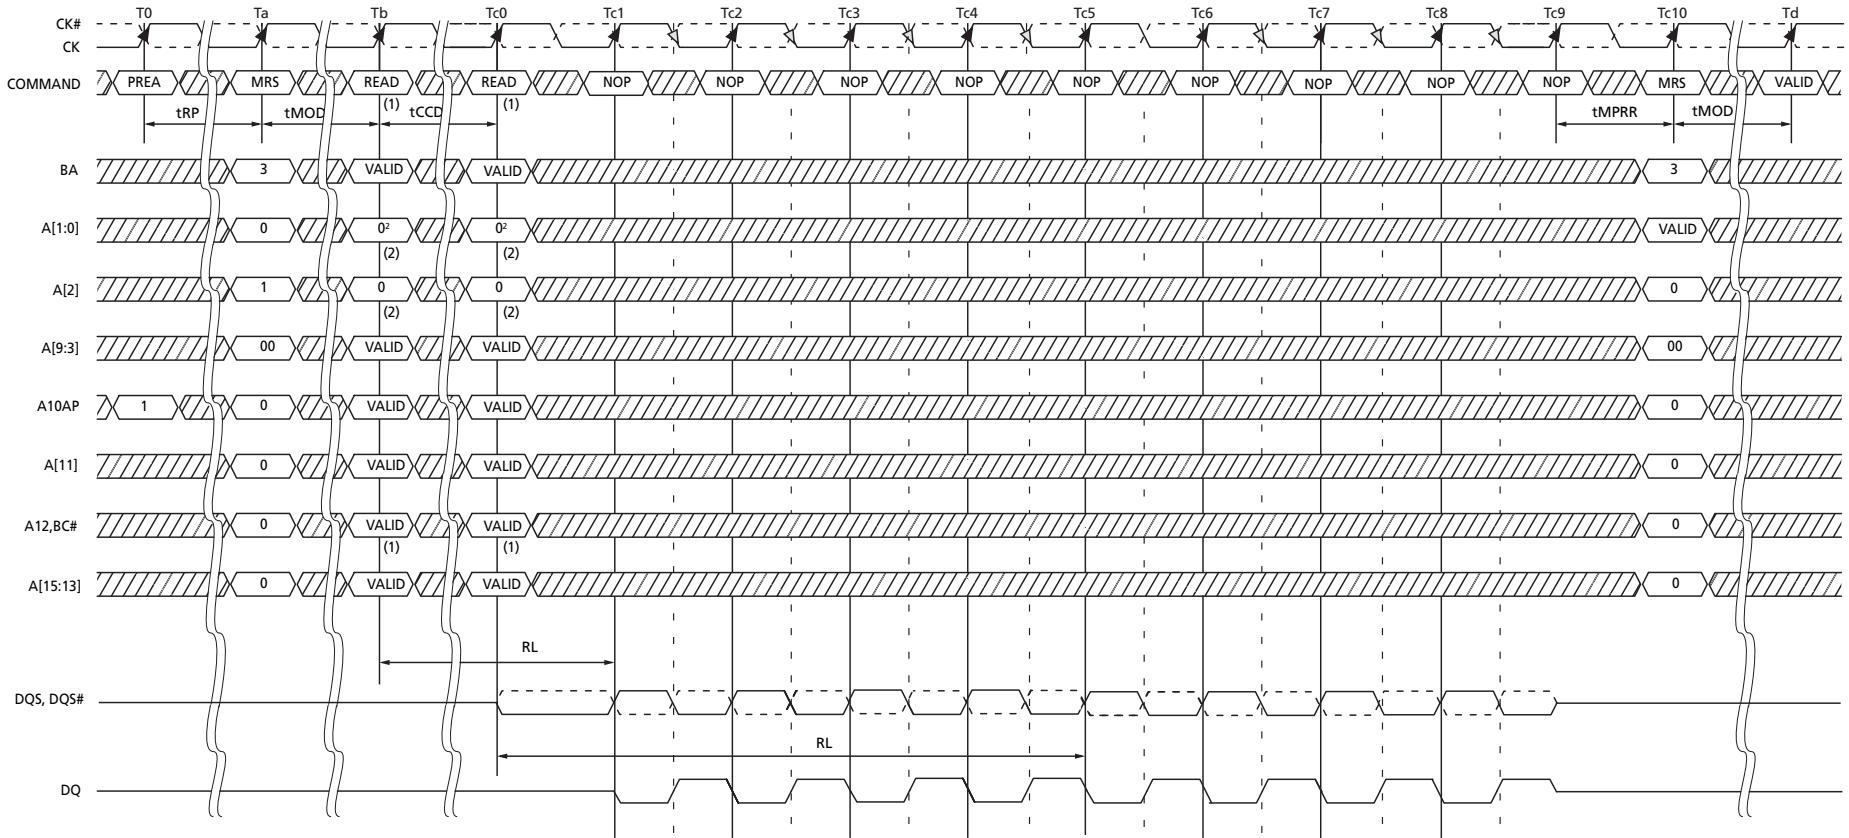 T0 Ta Tb Tc0 Tc1 Tc2 Tc3 Tc4 Tc5 Tc6 Tc7 Tc8 Tc9 Tc10 Td
CK#
CK
COMMAND PREA MRS READ READ NOP NOP NOP NOP NOP NOP NOP NOP NOP MRS VALID
(1) (1)
tRP tMOD tCCD tMPRR tMOD
BA 3 VALID VALID 3
A[1:0] 0 0² 0² VALID
(2) (2)
A[2] 1 0 0 0
(2) (2)
A[9:3] 00 VALID VALID 00
A10AP 1 0 VALID VALID 0
A[11] 0 VALID VALID 0
A12,BC# 0 VALID VALID 0
(1) (1)
A[15:13] 0 VALID VALID 0
RL
DQS, DQS#
RL
DQ